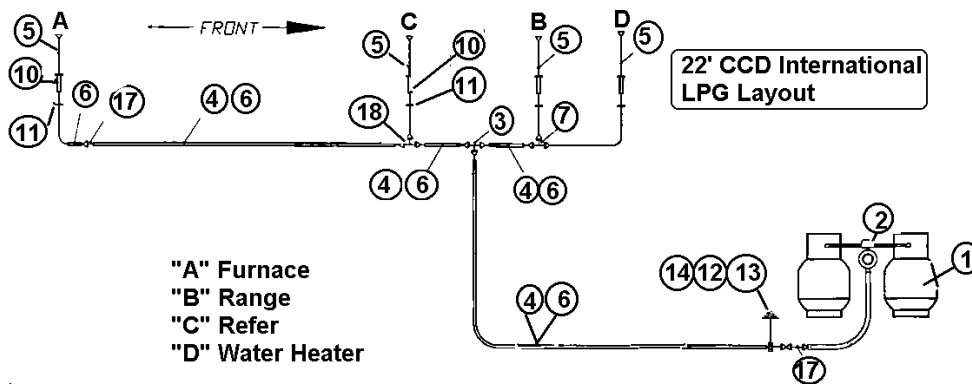 A
C
B
D
FRONT
5
5
10
5
5
22' CCD International
LPG Layout
10
6
17
4 6
11
11
18
3
7
4 6
4 6
2
1
"A" Furnace
"B" Range
"C" Refer
"D" Water Heater
4 6
14 12 13
17